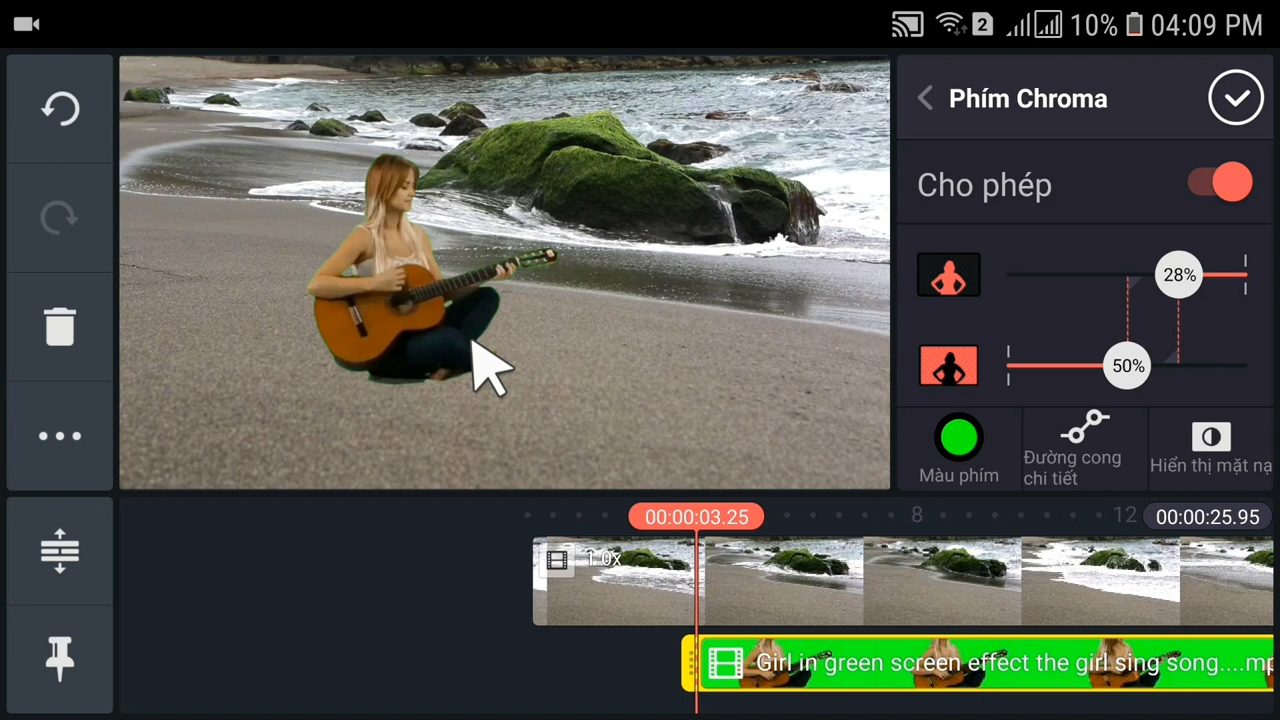 2 10% 04:09 PM
Phím Chroma
Cho phép
28%
50%
Màu phím
Đường cong
chi tiết
Hiển thị mặt nạ
00:00:03.25
8
12
00:00:25.95
1.0x
Girl in green screen effect the girl sing song....mp